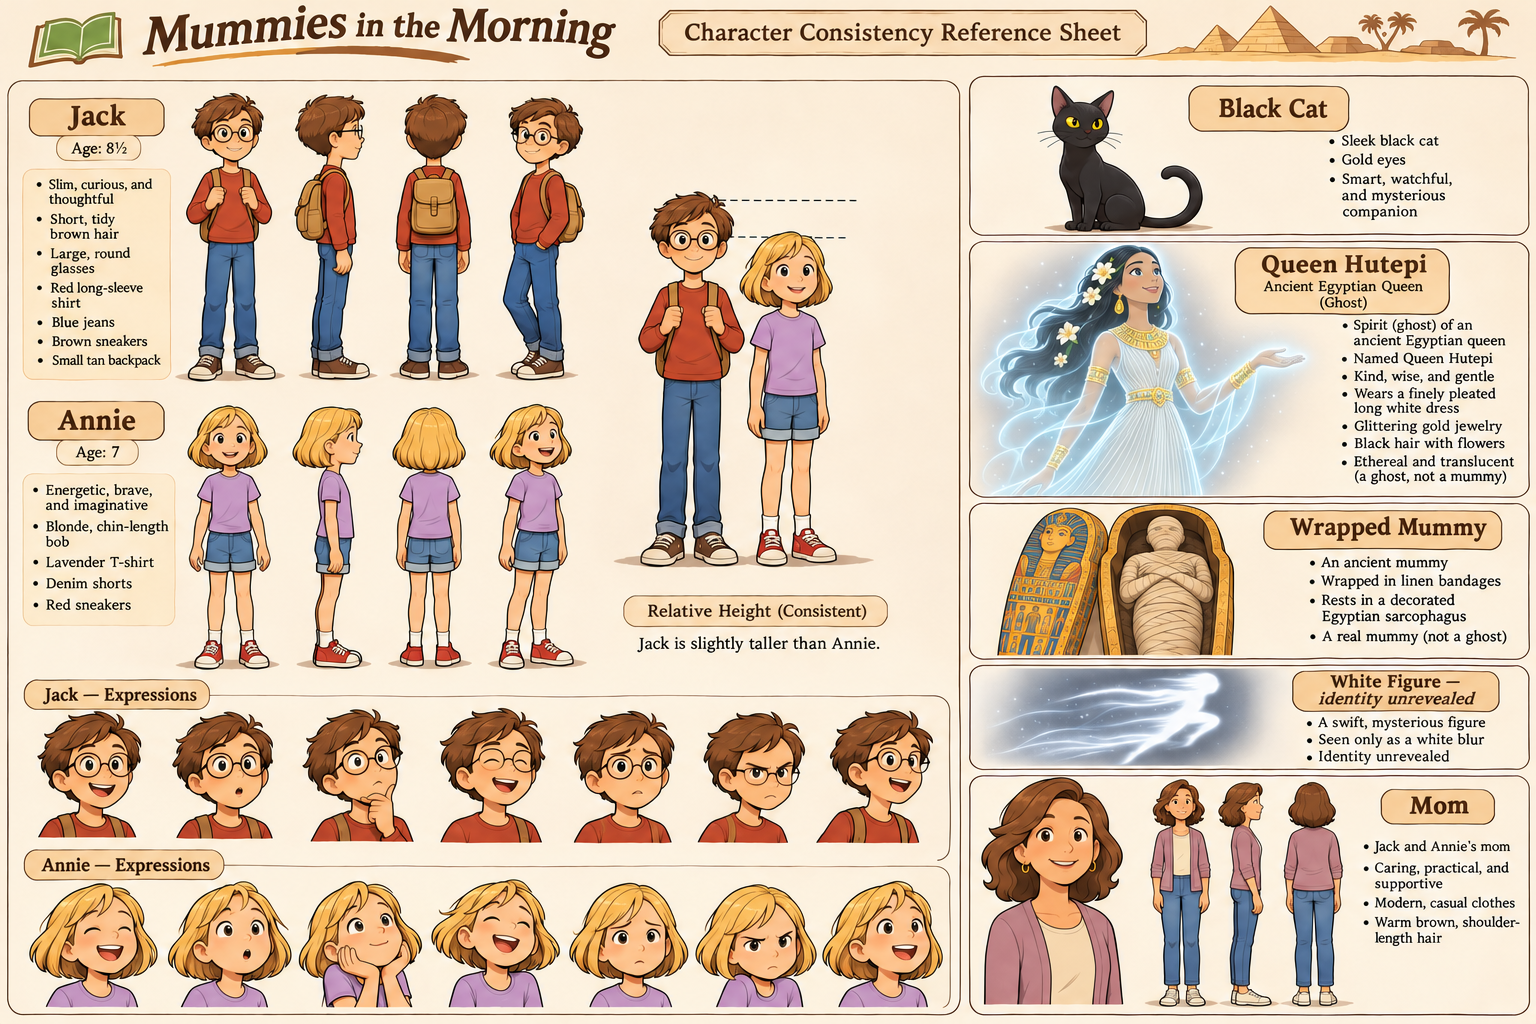 Mummies in the Morning
Character Consistency Reference Sheet
Jack
Age: 8½
• Slim, curious, and
thoughtful
• Short, tidy
brown hair
• Large, round
glasses
• Red long-sleeve
shirt
• Blue jeans
• Brown sneakers
• Small tan backpack
Annie
Age: 7
• Energetic, brave,
and imaginative
• Blonde, chin-length
bob
• Lavender T-shirt
• Denim shorts
• Red sneakers
Relative Height (Consistent)
Jack is slightly taller than Annie.
Jack — Expressions
Annie — Expressions
Black Cat
• Sleek black cat
• Gold eyes
• Smart, watchful,
and mysterious
companion
Queen Hutepi
Ancient Egyptian Queen
(Ghost)
• Spirit (ghost) of an
ancient Egyptian queen
• Named Queen Hutepi
• Kind, wise, and gentle
• Wears a finely pleated
long white dress
• Glittering gold jewelry
• Black hair with flowers
• Ethereal and translucent
(a ghost, not a mummy)
Wrapped Mummy
• An ancient mummy
• Wrapped in linen bandages
• Rests in a decorated
Egyptian sarcophagus
• A real mummy (not a ghost)
White Figure —
identity unrevealed
• A swift, mysterious figure
• Seen only as a white blur
• Identity unrevealed
Mom
• Jack and Annie's mom
• Caring, practical, and
supportive
• Modern, casual clothes
• Warm brown, shoulder-
length hair